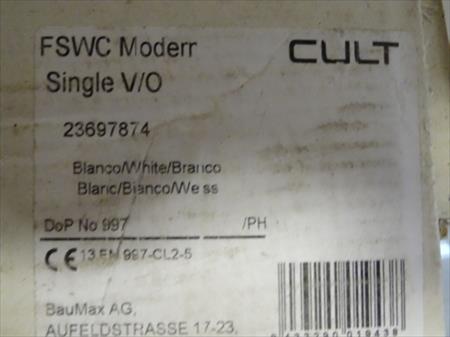 FSWC Moderr
CULT
Single V/O
23697874
Blanco/White/Branco
Blanc/Bianco/Weiss
DoP No 997 /PH
CE 13 EN 997-CL2-5
BauMax AG,
AUFELDSTRASSE 17-23,